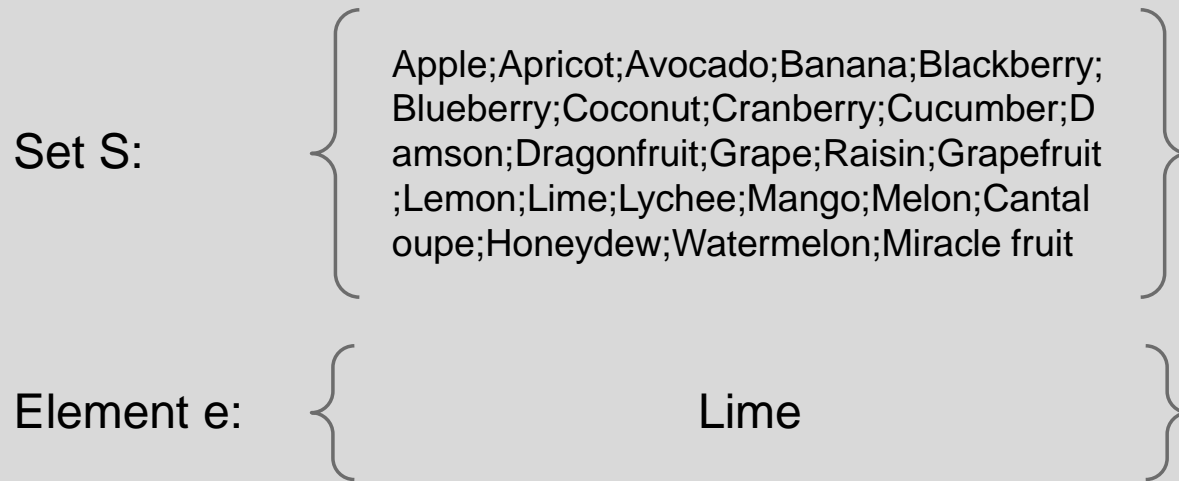 Set S:
Apple;Apricot;Avocado;Banana;Blackberry;
Blueberry;Coconut;Cranberry;Cucumber;D
amson;Dragonfruit;Grape;Raisin;Grapefruit
;Lemon;Lime;Lychee;Mango;Melon;Cantal
oupe;Honeydew;Watermelon;Miracle fruit
Element e:
Lime